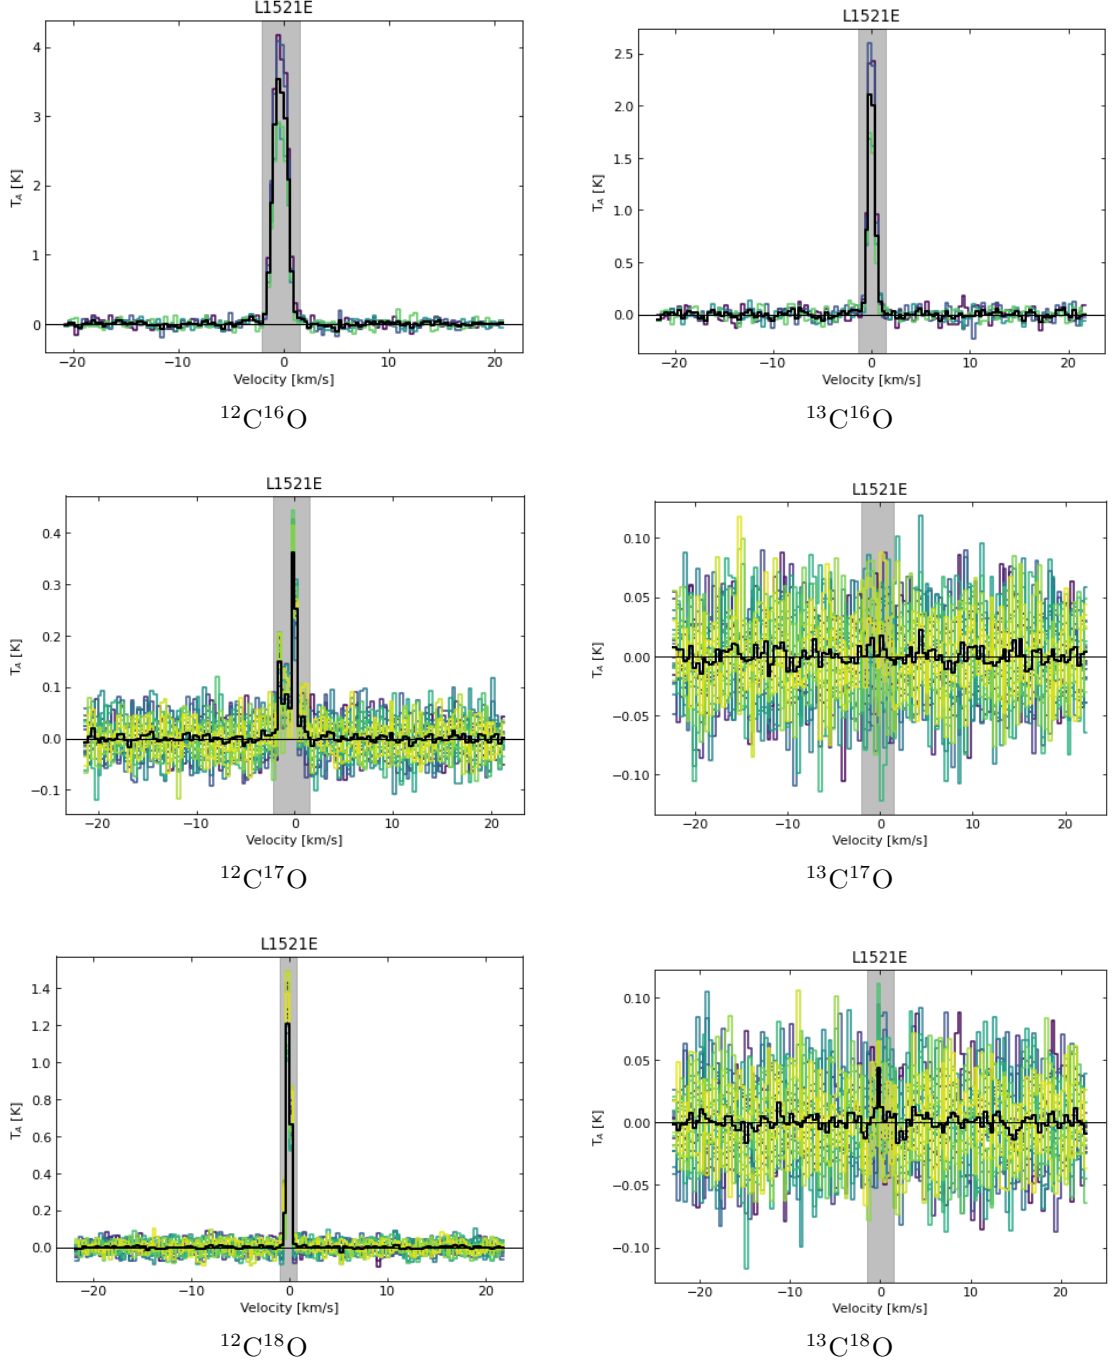 L1521E
T_A [K]
4
3
2
1
0
−20
−10
0
10
20
Velocity [km/s]
¹²C¹⁶O
L1521E
T_A [K]
2.5
2.0
1.5
1.0
0.5
0.0
−20
−10
0
10
20
Velocity [km/s]
¹³C¹⁶O
L1521E
T_A [K]
0.4
0.3
0.2
0.1
0.0
−0.1
−20
−10
0
10
20
Velocity [km/s]
¹²C¹⁷O
L1521E
T_A [K]
0.10
0.05
0.00
−0.05
−0.10
−20
−10
0
10
20
Velocity [km/s]
¹³C¹⁷O
L1521E
T_A [K]
1.4
1.2
1.0
0.8
0.6
0.4
0.2
0.0
−20
−10
0
10
20
Velocity [km/s]
¹²C¹⁸O
L1521E
T_A [K]
0.10
0.05
0.00
−0.05
−0.10
−20
−10
0
10
20
Velocity [km/s]
¹³C¹⁸O